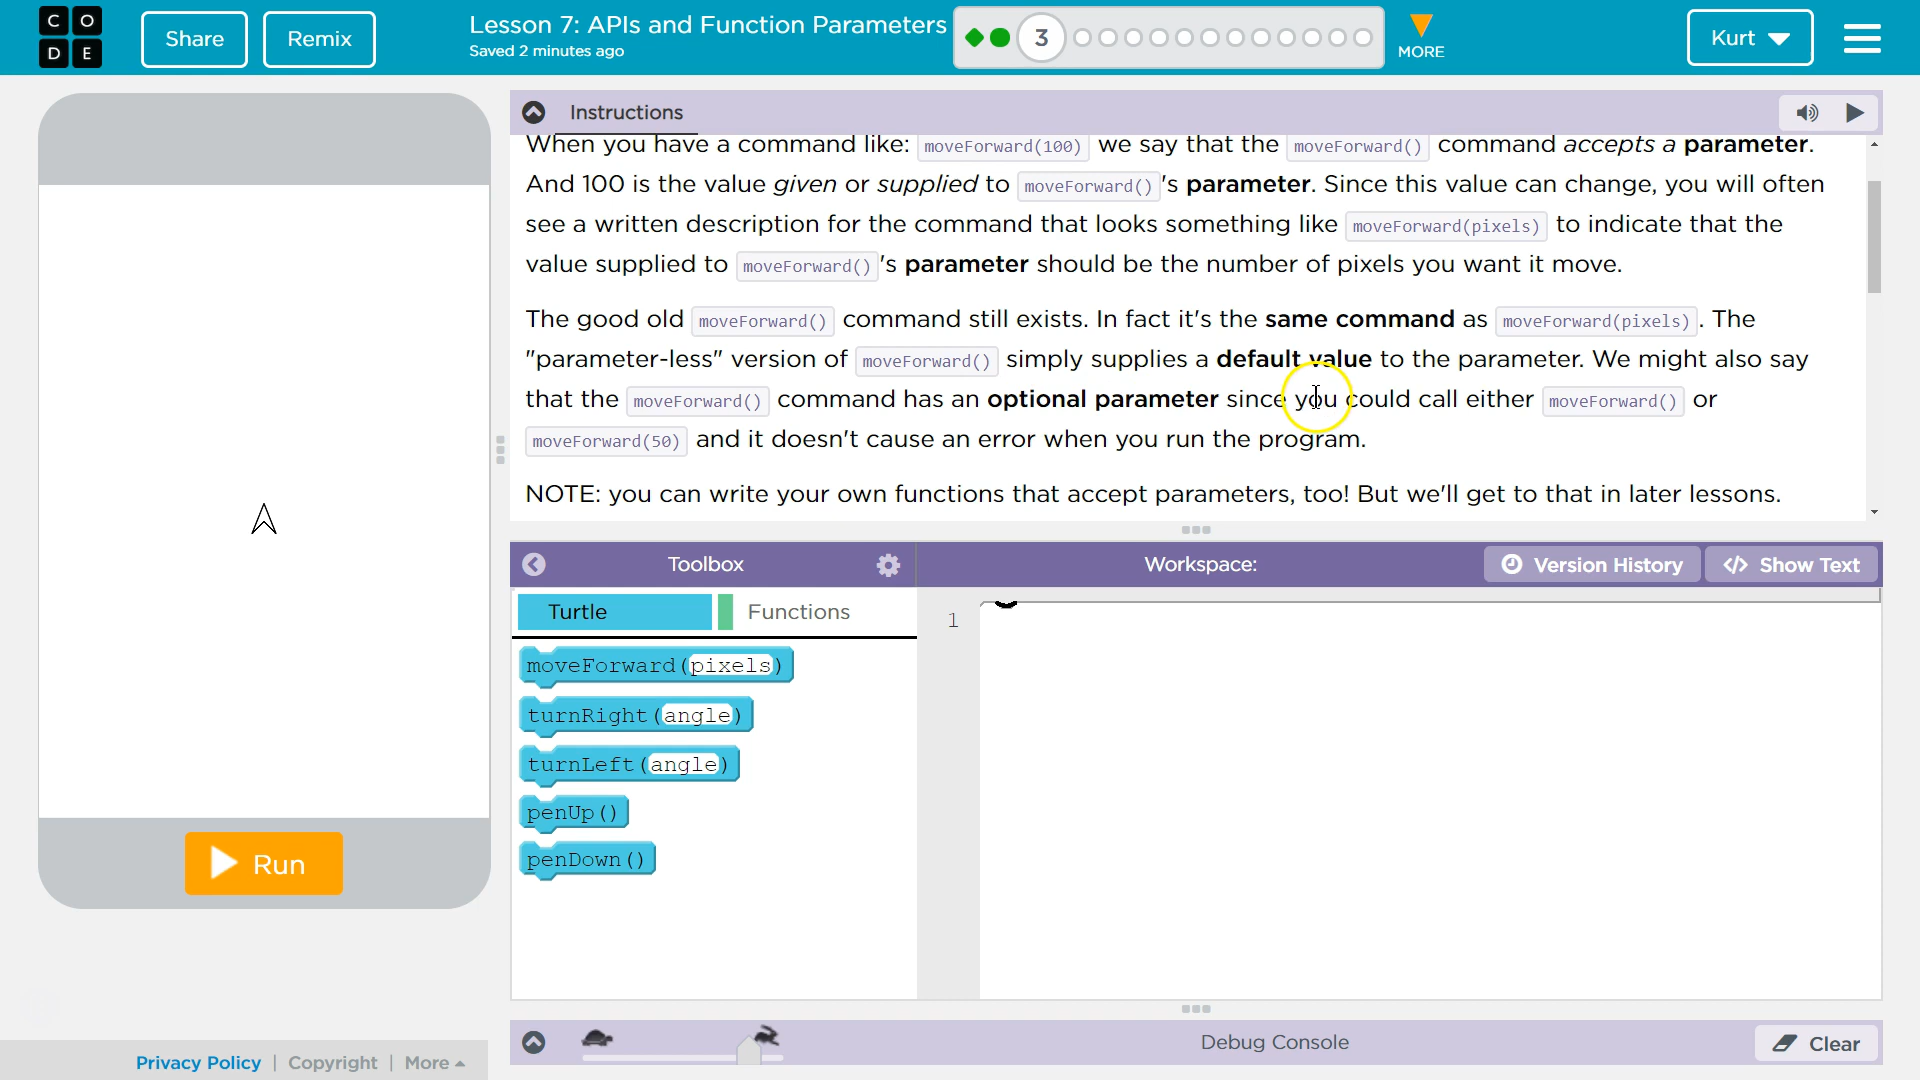 C O
D E
Share
Remix
Lesson 7: APIs and Function Parameters
Saved 2 minutes ago
3
MORE
Kurt
Instructions
When you have a command like: moveForward(100) we say that the moveForward() command accepts a parameter.
And 100 is the value given or supplied to moveForward()'s parameter. Since this value can change, you will often
see a written description for the command that looks something like moveForward(pixels) to indicate that the
value supplied to moveForward()'s parameter should be the number of pixels you want it move.
The good old moveForward() command still exists. In fact it's the same command as moveForward(pixels). The
"parameter-less" version of moveForward() simply supplies a default value to the parameter. We might also say
that the moveForward() command has an optional parameter since you could call either moveForward() or
moveForward(50) and it doesn't cause an error when you run the program.
NOTE: you can write your own functions that accept parameters, too! But we'll get to that in later lessons.
Toolbox
Workspace:
Version History
</> Show Text
Turtle
Functions
1
moveForward(pixels)
turnRight(angle)
turnLeft(angle)
penUp()
penDown()
Run
Debug Console
Clear
Privacy Policy | Copyright | More